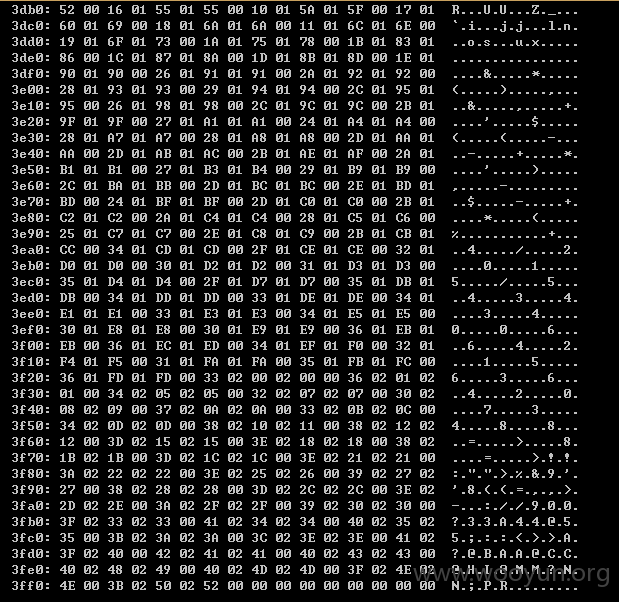 3db0: 52 00 16 01 55 01 55 00 10 01 5A 01 5F 00 17 01 R...U.U...Z._...
3dc0: 60 01 69 00 18 01 6A 01 6A 00 11 01 6C 01 6E 00 `.i...j.j...l.n.
3dd0: 19 01 6F 01 73 00 1A 01 75 01 78 00 1B 01 83 01 ..o.s...u.x.....
3de0: 86 00 1C 01 87 01 8A 00 1D 01 8B 01 8D 00 1E 01 ................
3df0: 90 01 90 00 26 01 91 01 91 00 2A 01 92 01 92 00 ....&.....*.....
3e00: 28 01 93 01 93 00 29 01 94 01 94 00 2C 01 95 01 (.....).....,...
3e10: 95 00 26 01 98 01 98 00 2C 01 9C 01 9C 00 2B 01 ..&.....,.....+.
3e20: 9F 01 9F 00 27 01 A1 01 A1 00 24 01 A4 01 A4 00 ....'.....$.....
3e30: 28 01 A7 01 A7 00 28 01 A8 01 A8 00 2D 01 AA 01 (.....(.....-...
3e40: AA 00 2D 01 AB 01 AC 00 2B 01 AE 01 AF 00 2A 01 ..-.....+.....*.
3e50: B1 01 B1 00 27 01 B3 01 B4 00 29 01 B9 01 B9 00 ....'.....).....
3e60: 2C 01 BA 01 BB 00 2D 01 BC 01 BC 00 2E 01 BD 01 ,.....-.........
3e70: BD 00 24 01 BF 01 BF 00 2D 01 C0 01 C0 00 2B 01 ..$.....-.....+.
3e80: C2 01 C2 00 2A 01 C4 01 C4 00 28 01 C5 01 C6 00 ....*.....(.....
3e90: 25 01 C7 01 C7 00 2E 01 C8 01 C9 00 2B 01 CB 01 %...........+...
3ea0: CC 00 34 01 CD 01 CD 00 2F 01 CE 01 CE 00 32 01 ..4...../.....2.
3eb0: D0 01 D0 00 30 01 D2 01 D2 00 31 01 D3 01 D3 00 ....0.....1.....
3ec0: 35 01 D4 01 D4 00 2F 01 D7 01 D7 00 35 01 DB 01 5...../.....5...
3ed0: DB 00 34 01 DD 01 DD 00 33 01 DE 01 DE 00 34 01 ..4.....3.....4.
3ee0: E1 01 E1 00 33 01 E3 01 E3 00 34 01 E5 01 E5 00 ....3.....4.....
3ef0: 30 01 E8 01 E8 00 30 01 E9 01 E9 00 36 01 EB 01 0.....0.....6...
3f00: EB 00 36 01 EC 01 ED 00 34 01 EF 01 F0 00 32 01 ..6.....4.....2.
3f10: F4 01 F5 00 31 01 FA 01 FA 00 35 01 FB 01 FC 00 ....1.....5.....
3f20: 36 01 FD 01 FD 00 33 02 00 02 00 00 36 02 01 02 6.....3.....6...
3f30: 01 00 34 02 05 02 05 00 32 02 07 02 07 00 30 02 ..4.....2.....0.
3f40: 08 02 09 00 37 02 0A 02 0A 00 33 02 0B 02 0C 00 ....7.....3.....
3f50: 34 02 0D 02 0D 00 38 02 10 02 11 00 38 02 12 02 4.....8.....8...
3f60: 12 00 3D 02 15 02 15 00 3E 02 18 02 18 00 38 02 ..=.....>.....8.
3f70: 1B 02 1B 00 3D 02 1C 02 1C 00 3E 02 21 02 21 00 ....=.....>.!.!.
3f80: 3A 02 22 02 22 00 3E 02 25 02 26 00 39 02 27 02 :.".".>.%.&.9.'.
3f90: 27 00 38 02 28 02 28 00 3D 02 2C 02 2C 00 3E 02 '.8.(.(.=.,.,.>.
3fa0: 2D 02 2E 00 3A 02 2F 02 2F 00 39 02 30 02 30 00 -...:././.9.0.0.
3fb0: 3F 02 33 02 33 00 41 02 34 02 34 00 40 02 35 02 ?.3.3.A.4.4.@.5.
3fc0: 35 00 3B 02 3A 02 3A 00 3C 02 3E 02 3E 00 41 02 5.;.:.:.<.>.>.A.
3fd0: 3F 02 40 00 42 02 41 02 41 00 40 02 43 02 43 00 ?.@.B.A.A.@.C.C.
3fe0: 40 02 48 02 49 00 40 02 4D 02 4D 00 3F 02 4E 02 @.H.I.@.M.M.?.N.
3ff0: 4E 00 3B 02 50 02 52 00 00 00 00 00 00 00 00 00 N.;.P.R.........
www.wooyun.org